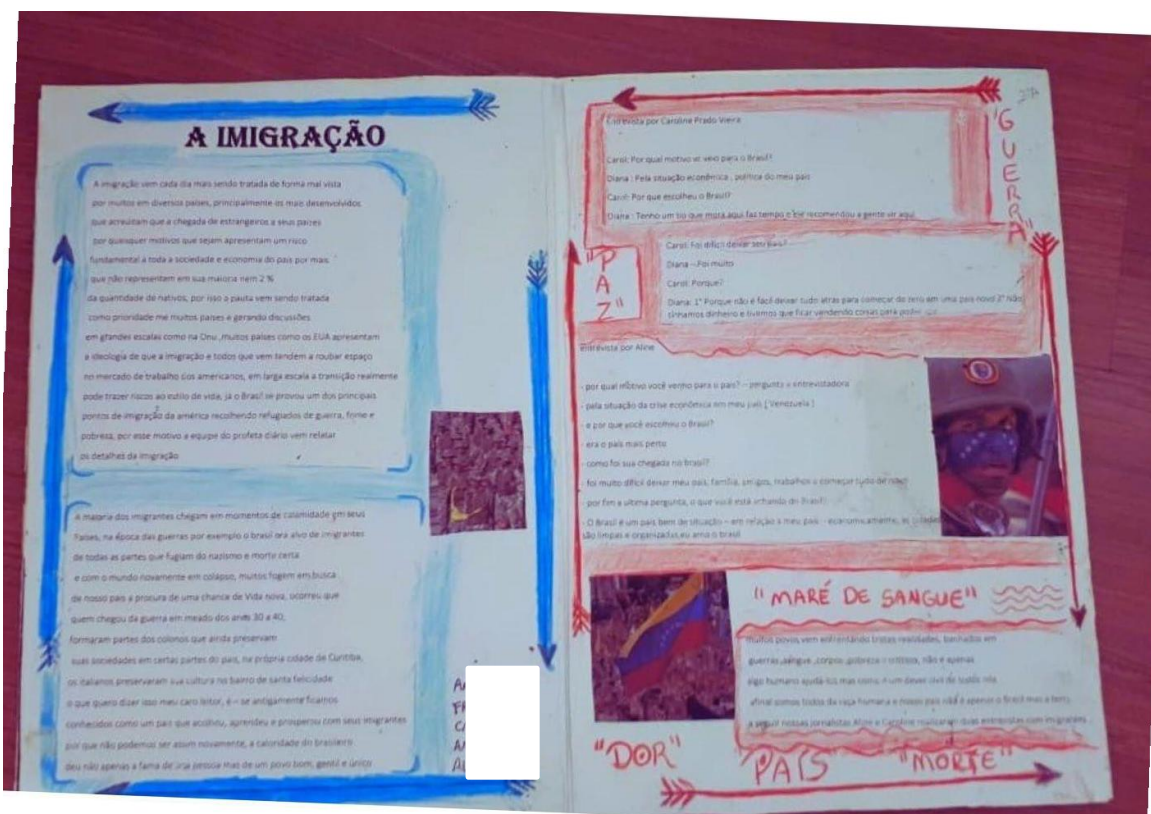 A IMIGRAÇÃO
A imigração vem cada dia mais sendo tratada de forma mal vista
por muitos em diversos países, principalmente os mais desenvolvidos
que acreditam que a chegada de estrangeiros a seus países
por quaisquer motivos que sejam apresentam um risco
fundamental a toda a sociedade e economia do país por mais
que não representem em sua maioria nem 2 %
da quantidade de nativos, por isso a pauta vem sendo tratada
como prioridade me muitos países e gerando discussões
em grandes escalas como na Onu ,muitos países como os EUA apresentam
a ideologia de que a imigração e todos que vem tendem a roubar espaço
no mercado de trabalho dos americanos, em larga escala a transição realmente
pode trazer riscos ao estilo de vida, já o Brasil se provou um dos principais
pontos de imigração da américa recolhendo refugiados de guerra, fome e
pobreza, por esse motivo a equipe do profeta diário vem relatar
os detalhes da imigração
A maioria dos imigrantes chegam em momentos de calamidade em seus
Países, na época das guerras por exemplo o brasil era alvo de imigrantes
de todas as partes que fugiam do nazismo e morte certa
e com o mundo novamente em colapso, muitos fogem em busca
de nosso país a procura de uma chance de Vida nova, ocorreu que
quem chegou da guerra em meado dos anos 30 a 40,
formaram partes dos colonos que ainda preservam
suas sociedades em certas partes do país, na própria cidade de Curitiba,
os italianos preservaram sua cultura no bairro de santa felicidade
o que quero dizer isso meu caro leitor, é – se antigamente ficamos
conhecidos como um país que acolhou, aprendeu e prosperou com seus imigrantes
por que não podemos ser assim novamente, a caloridade do brasileiro
deu não apenas a fama de uma pessoa mas de um povo bom, gentil e único
2ºA
"GUERRA"
Entrevista por Caroline Prado Vieira
Carol: Por qual motivo vc veio para o Brasil?
Diana : Pela situação econômica , política do meu país
Carol: Por que escolheu o Brasil?
Diana : Tenho um tio que mora aqui faz tempo e ele recomendou a gente vir aqui
"PAZ"
Carol: Foi difícil deixar seu país?
Diana – Foi muito
Carol: Porque?
Diana: 1° Porque não é fácil deixar tudo atrás para começar do zero em uma país novo 2° Não
tínhamos dinheiro e tivemos que ficar vendendo coisas para poder
entrevista por Aline
- por qual motivo você venho para o país? – pergunta a entrevistadora
- pela situação da crise econômica em meu país [ Venezuela ]
- e por que você escolheu o Brasil?
- era o país mais perto
- como foi sua chegada no brasil?
- foi muito difícil deixar meu país, família, amigos, trabalhos e começar tudo de novo
- por fim a ultima pergunta, o que você está achando do Brasil?
- O Brasil é um país bem de situação – em relação a meu país - economicamente, as cidades
são limpas e organizadas,eu amo o brasil
"MARÉ DE SANGUE"
muitos povos vem enfrentando tristes realidades, banhados em
guerras ,sangue ,corpos ,pobreza e
algo humano ajuda-los mas como um dever civil de todos nós
afinal somos todos da raça humana e nosso país não é apenas o Brasil mas a terra
a seguir nossas jornalistas Aline e Caroline realizaram duas entrevistas com imigrantes
"DOR"
PAÍS
"MORTE"